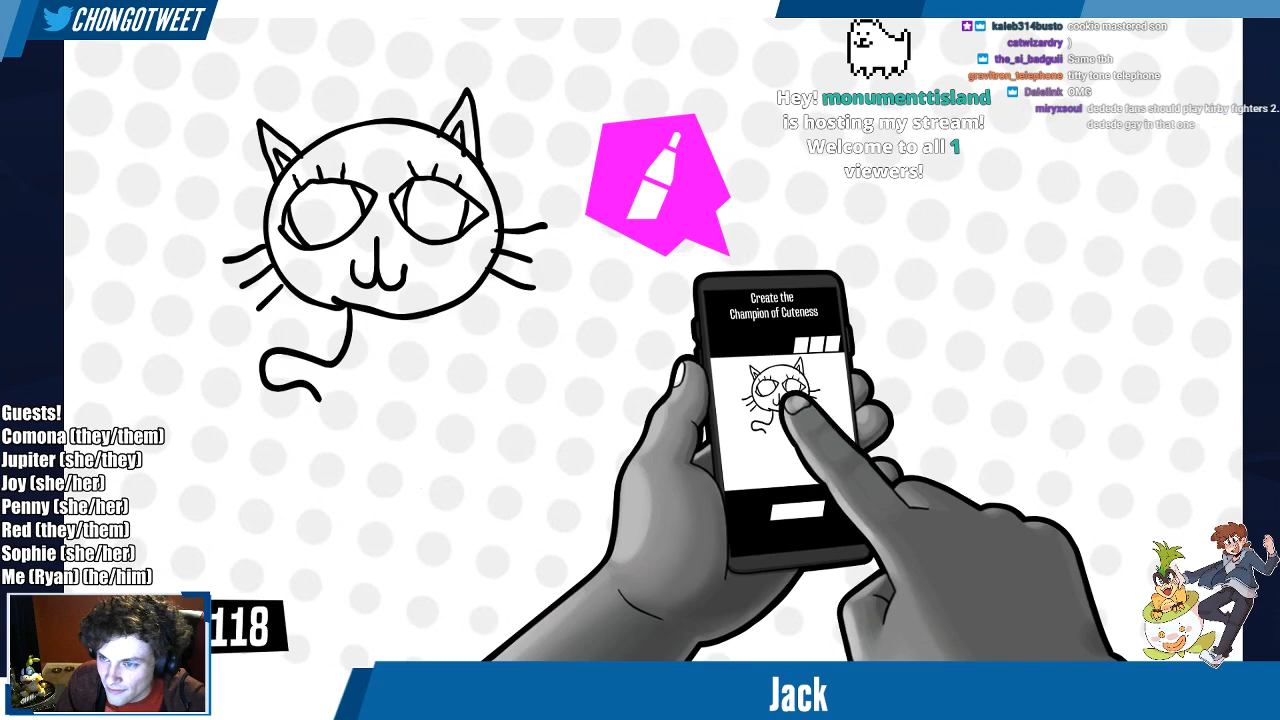 CHONGOTWEET
kaleb314busto cookie mastered son
catwizardry )
the_sl_badguii Same tbh
gravitron_telephone fifty tone telephone
Dalelink OMG
miryxsoul dedede fans should play kirby fighters 2.
dedede gay in that one
Hey! monumenttisland
is hosting my stream!
Welcome to all 1
viewers!
Create the
Champion of Cuteness
Guests!
Comona (they/them)
Jupiter (she/they)
Joy (she/her)
Penny (she/her)
Red (they/them)
Sophie (she/her)
Me (Ryan) (he/him)
118
Jack